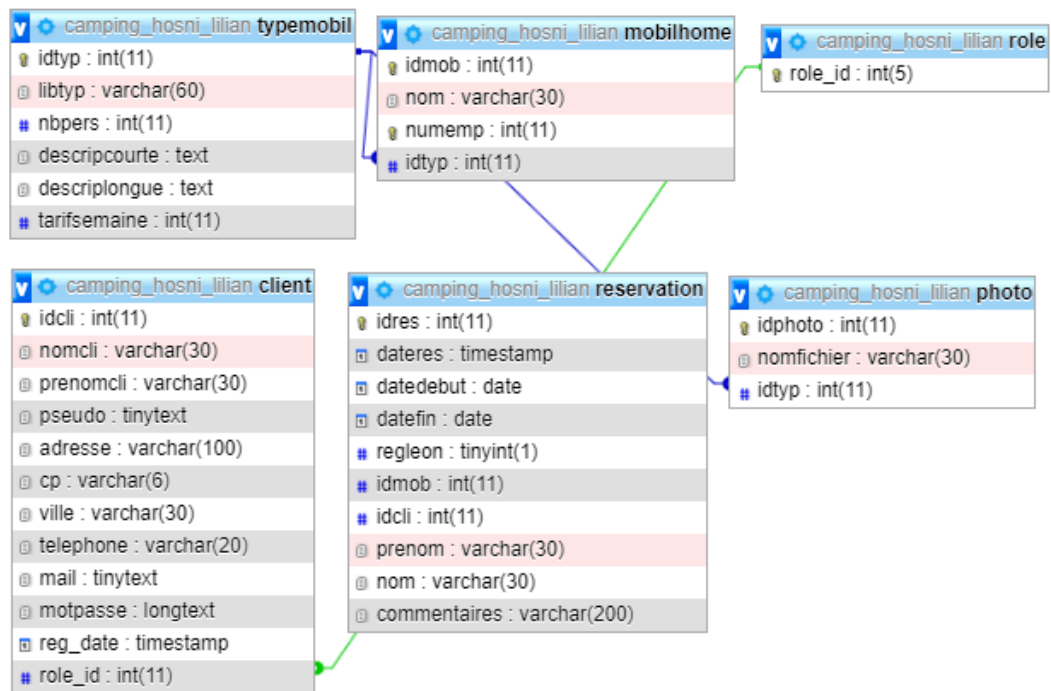 camping_hosni_lilian typemobil
idtyp : int(11)
libtyp : varchar(60)
nbpers : int(11)
descripcourte : text
descriplongue : text
tarifsemaine : int(11)
camping_hosni_lilian mobilhome
idmob : int(11)
nom : varchar(30)
numemp : int(11)
idtyp : int(11)
camping_hosni_lilian role
role_id : int(5)
camping_hosni_lilian client
idcli : int(11)
nomcli : varchar(30)
prenomcli : varchar(30)
pseudo : tinytext
adresse : varchar(100)
cp : varchar(6)
ville : varchar(30)
telephone : varchar(20)
mail : tinytext
motpasse : longtext
reg_date : timestamp
role_id : int(11)
camping_hosni_lilian reservation
idres : int(11)
dateres : timestamp
datedebut : date
datefin : date
regleon : tinyint(1)
idmob : int(11)
idcli : int(11)
prenom : varchar(30)
nom : varchar(30)
commentaires : varchar(200)
camping_hosni_lilian photo
idphoto : int(11)
nomfichier : varchar(30)
idtyp : int(11)